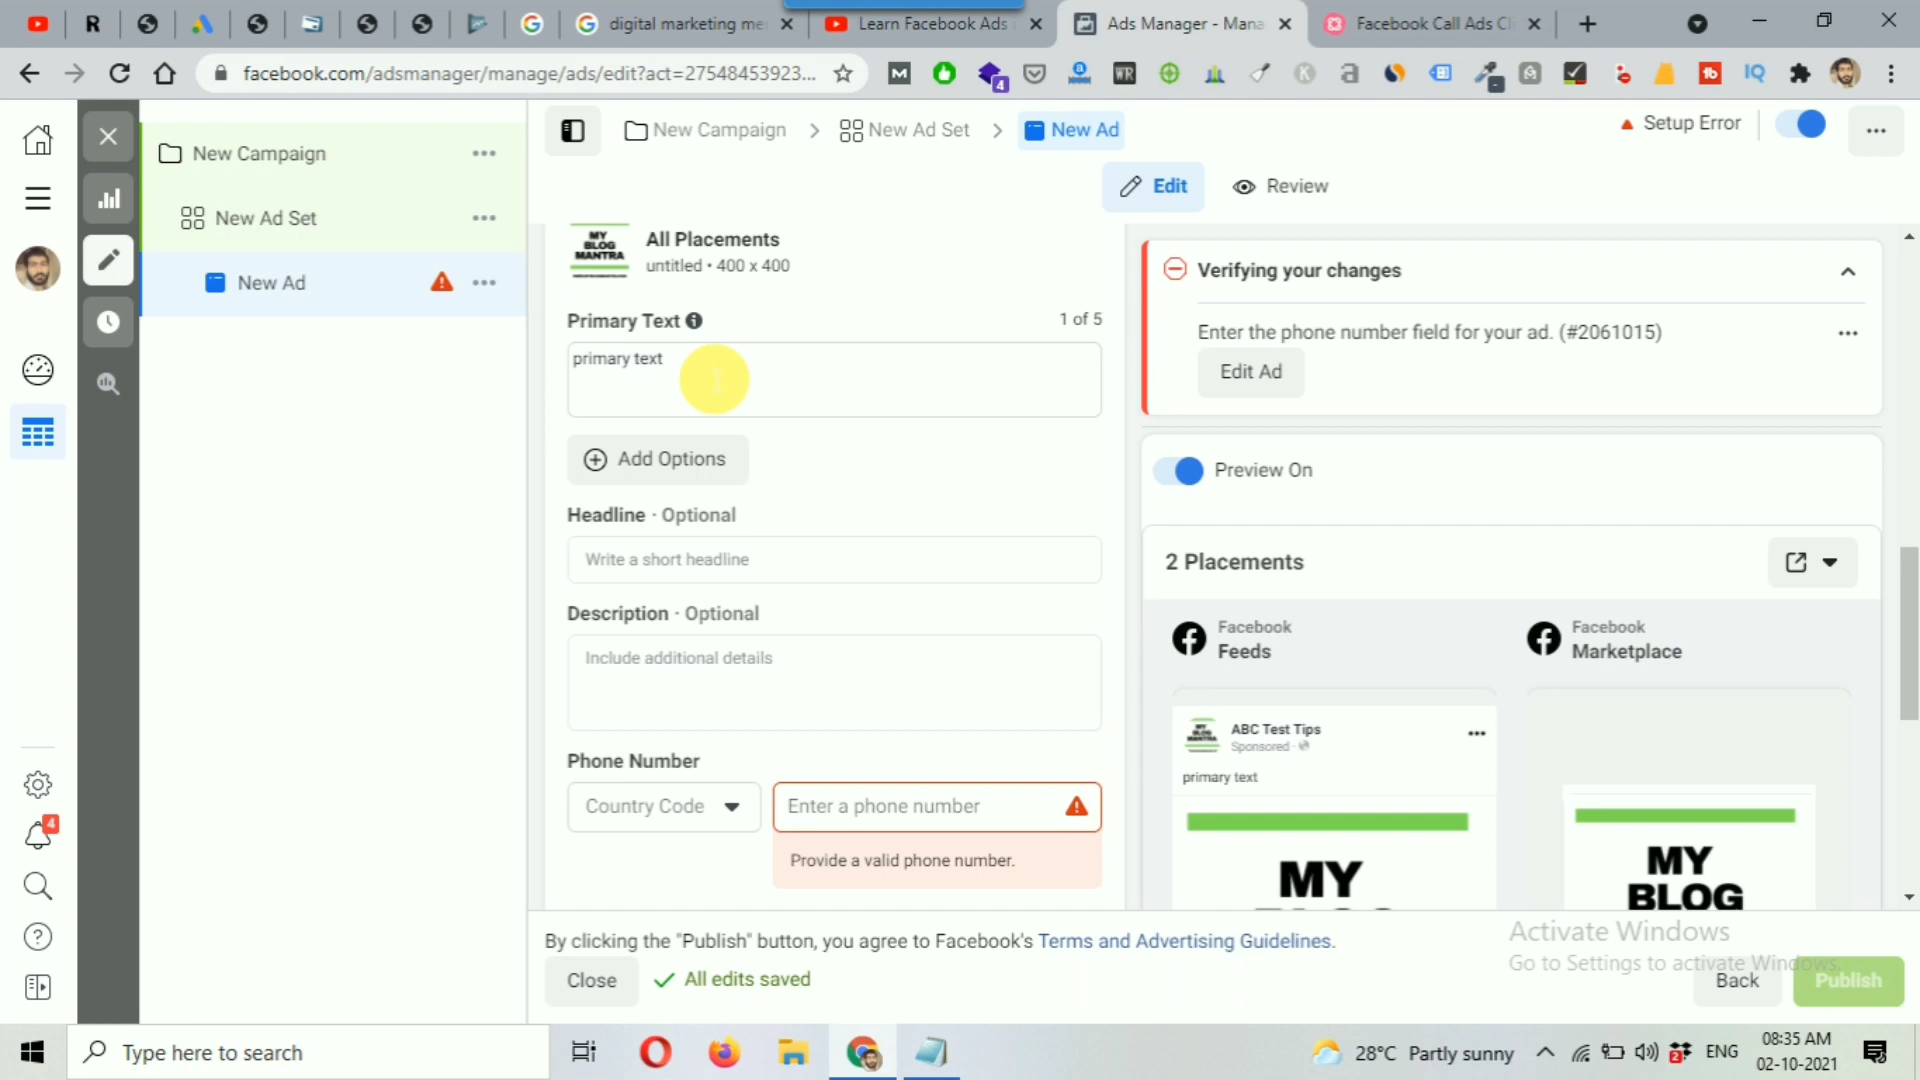 digital marketing me
Learn Facebook Ads
Ads Manager - Mana
Facebook Call Ads Cl
facebook.com/adsmanager/manage/ads/edit?act=27548453923...
New Campaign
New Ad Set
New Ad
New Campaign
New Ad Set
New Ad
Setup Error
Edit
Review
MY
BLOG
MANTRA
All Placements
untitled • 400 x 400
Primary Text
1 of 5
primary text
Add Options
Headline · Optional
Write a short headline
Description · Optional
Include additional details
Phone Number
Country Code
Enter a phone number
Provide a valid phone number.
Verifying your changes
Enter the phone number field for your ad. (#2061015)
Edit Ad
Preview On
2 Placements
Facebook
Feeds
Facebook
Marketplace
ABC Test Tips
Sponsored
primary text
MY
MY
BLOG
By clicking the "Publish" button, you agree to Facebook's Terms and Advertising Guidelines.
Close
All edits saved
Activate Windows
Go to Settings to activate Windows.
Back
Publish
4
Type here to search
28°C Partly sunny
ENG
08:35 AM
02-10-2021